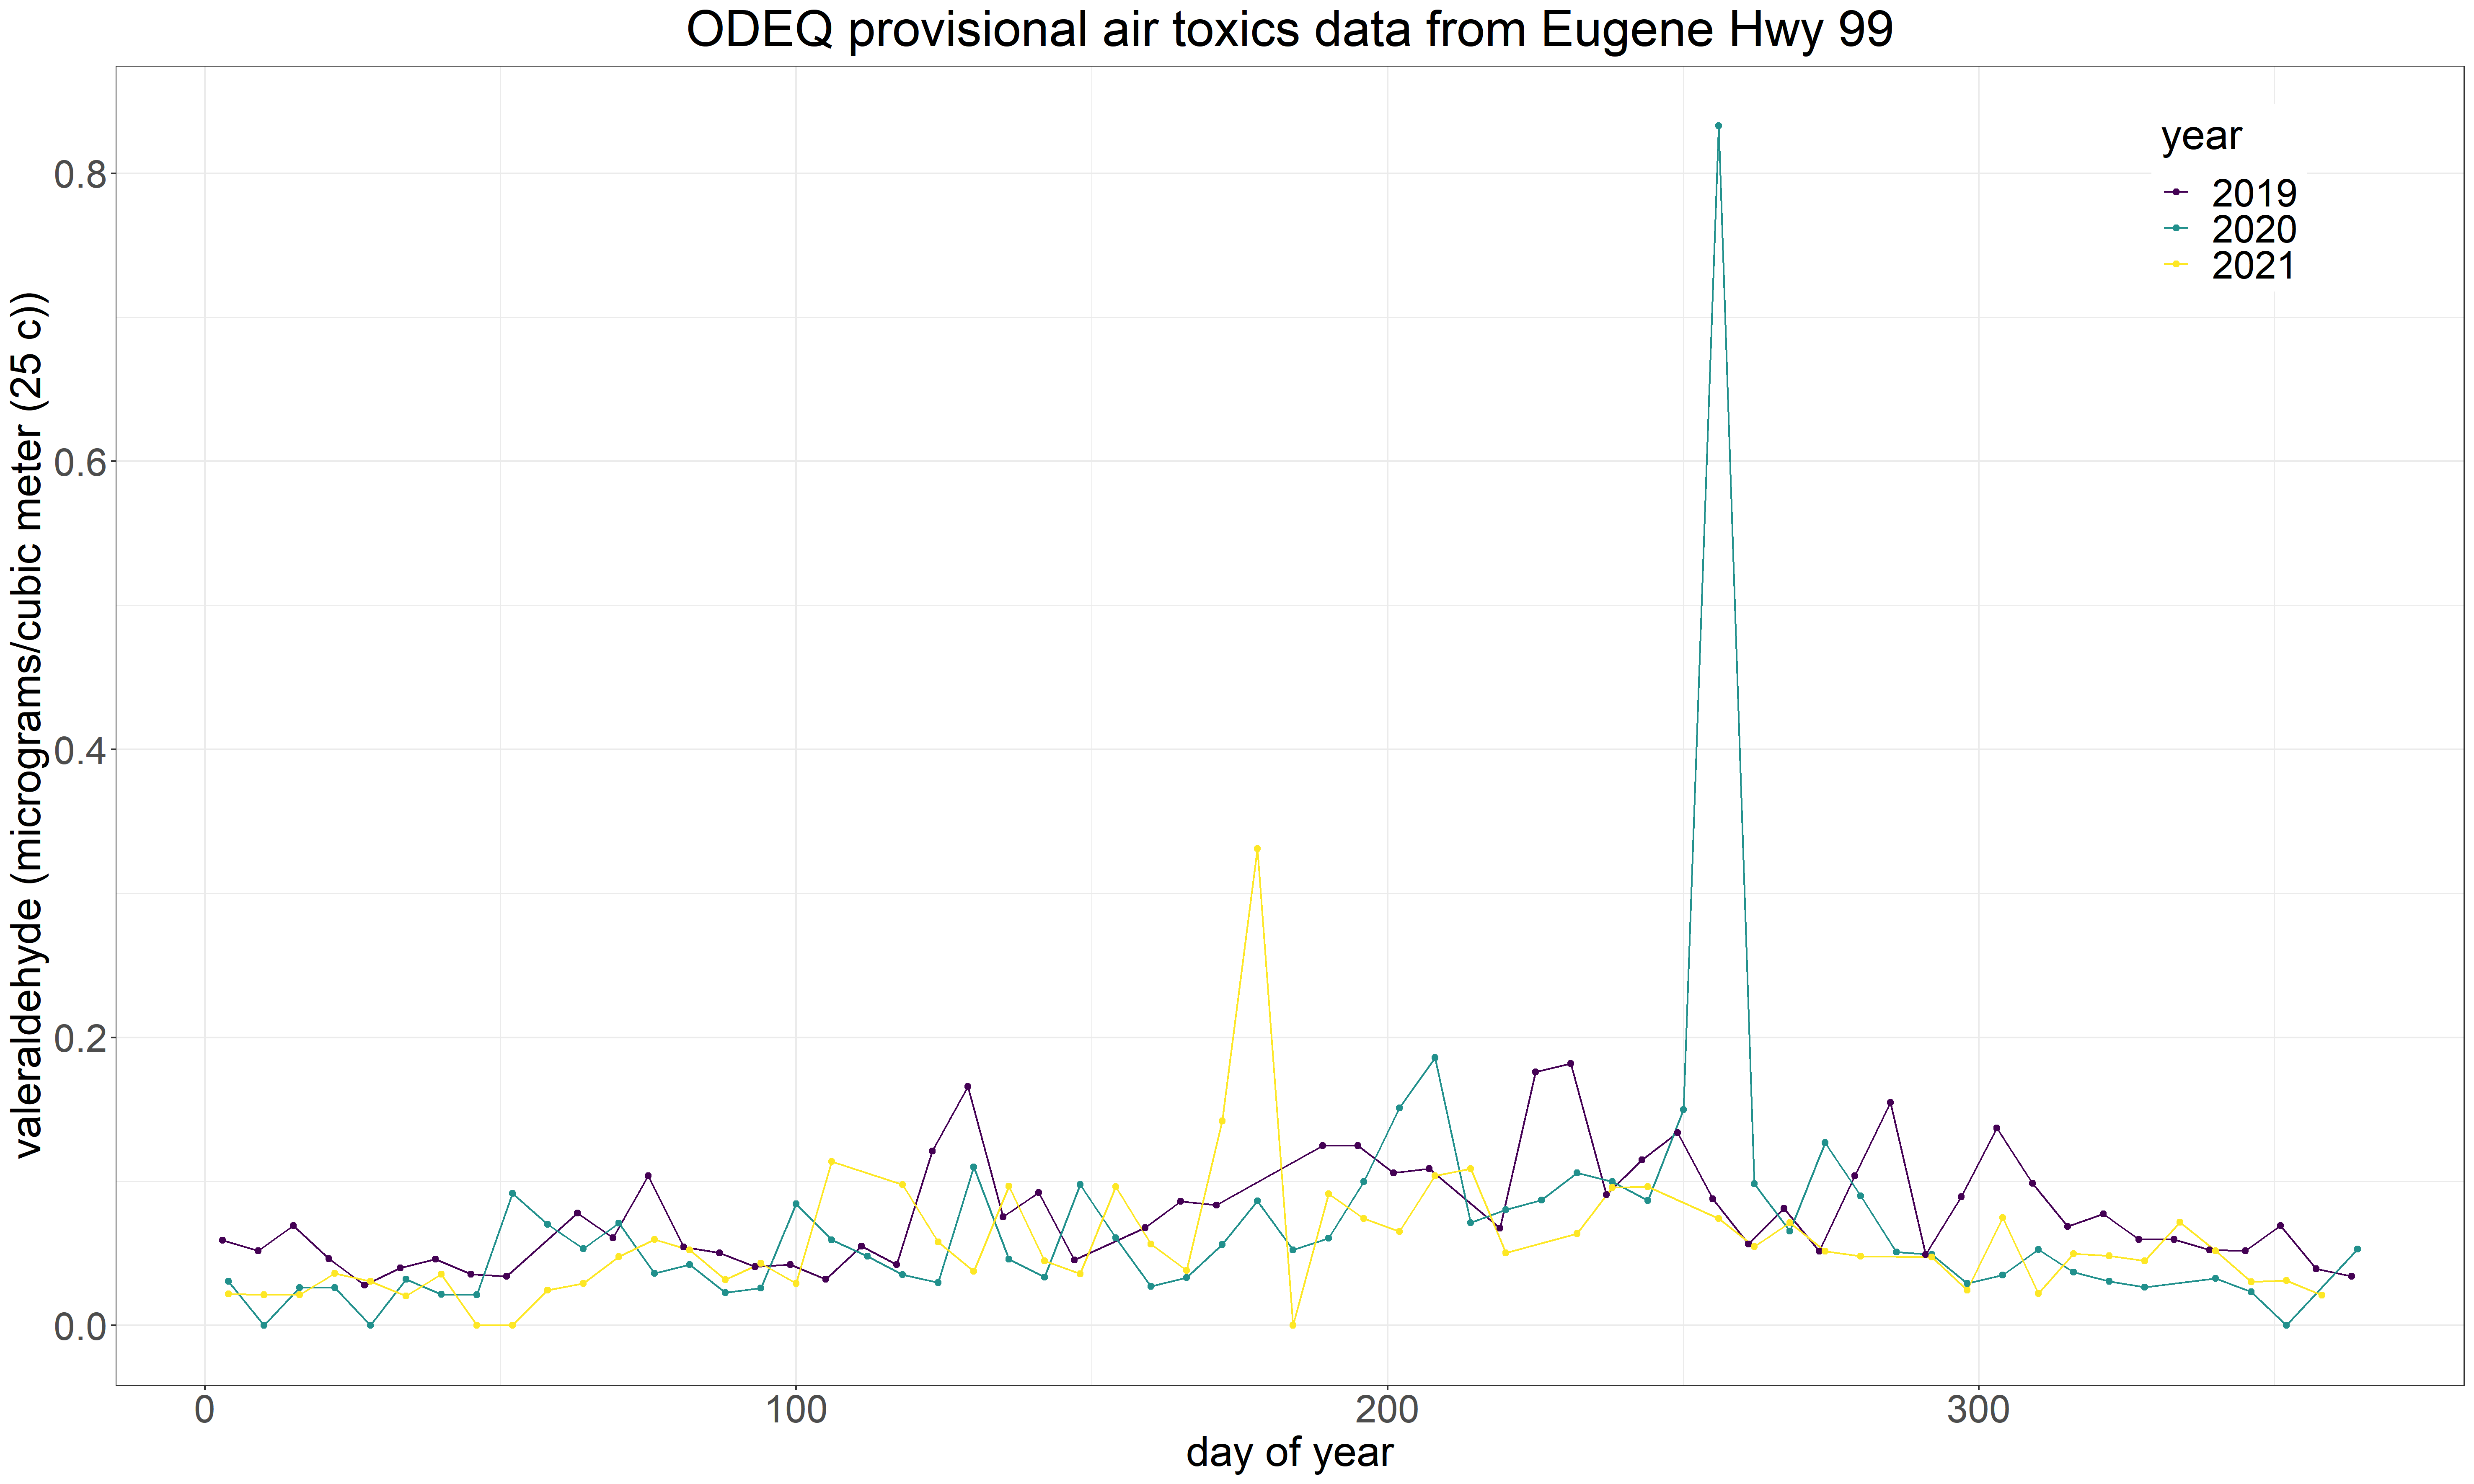 ODEQ provisional air toxics data from Eugene Hwy 99
valeraldehyde (micrograms/cubic meter (25 c))
0.8
0.6
0.4
0.2
0.0
year
2019
2020
2021
0 100 200 300
day of year